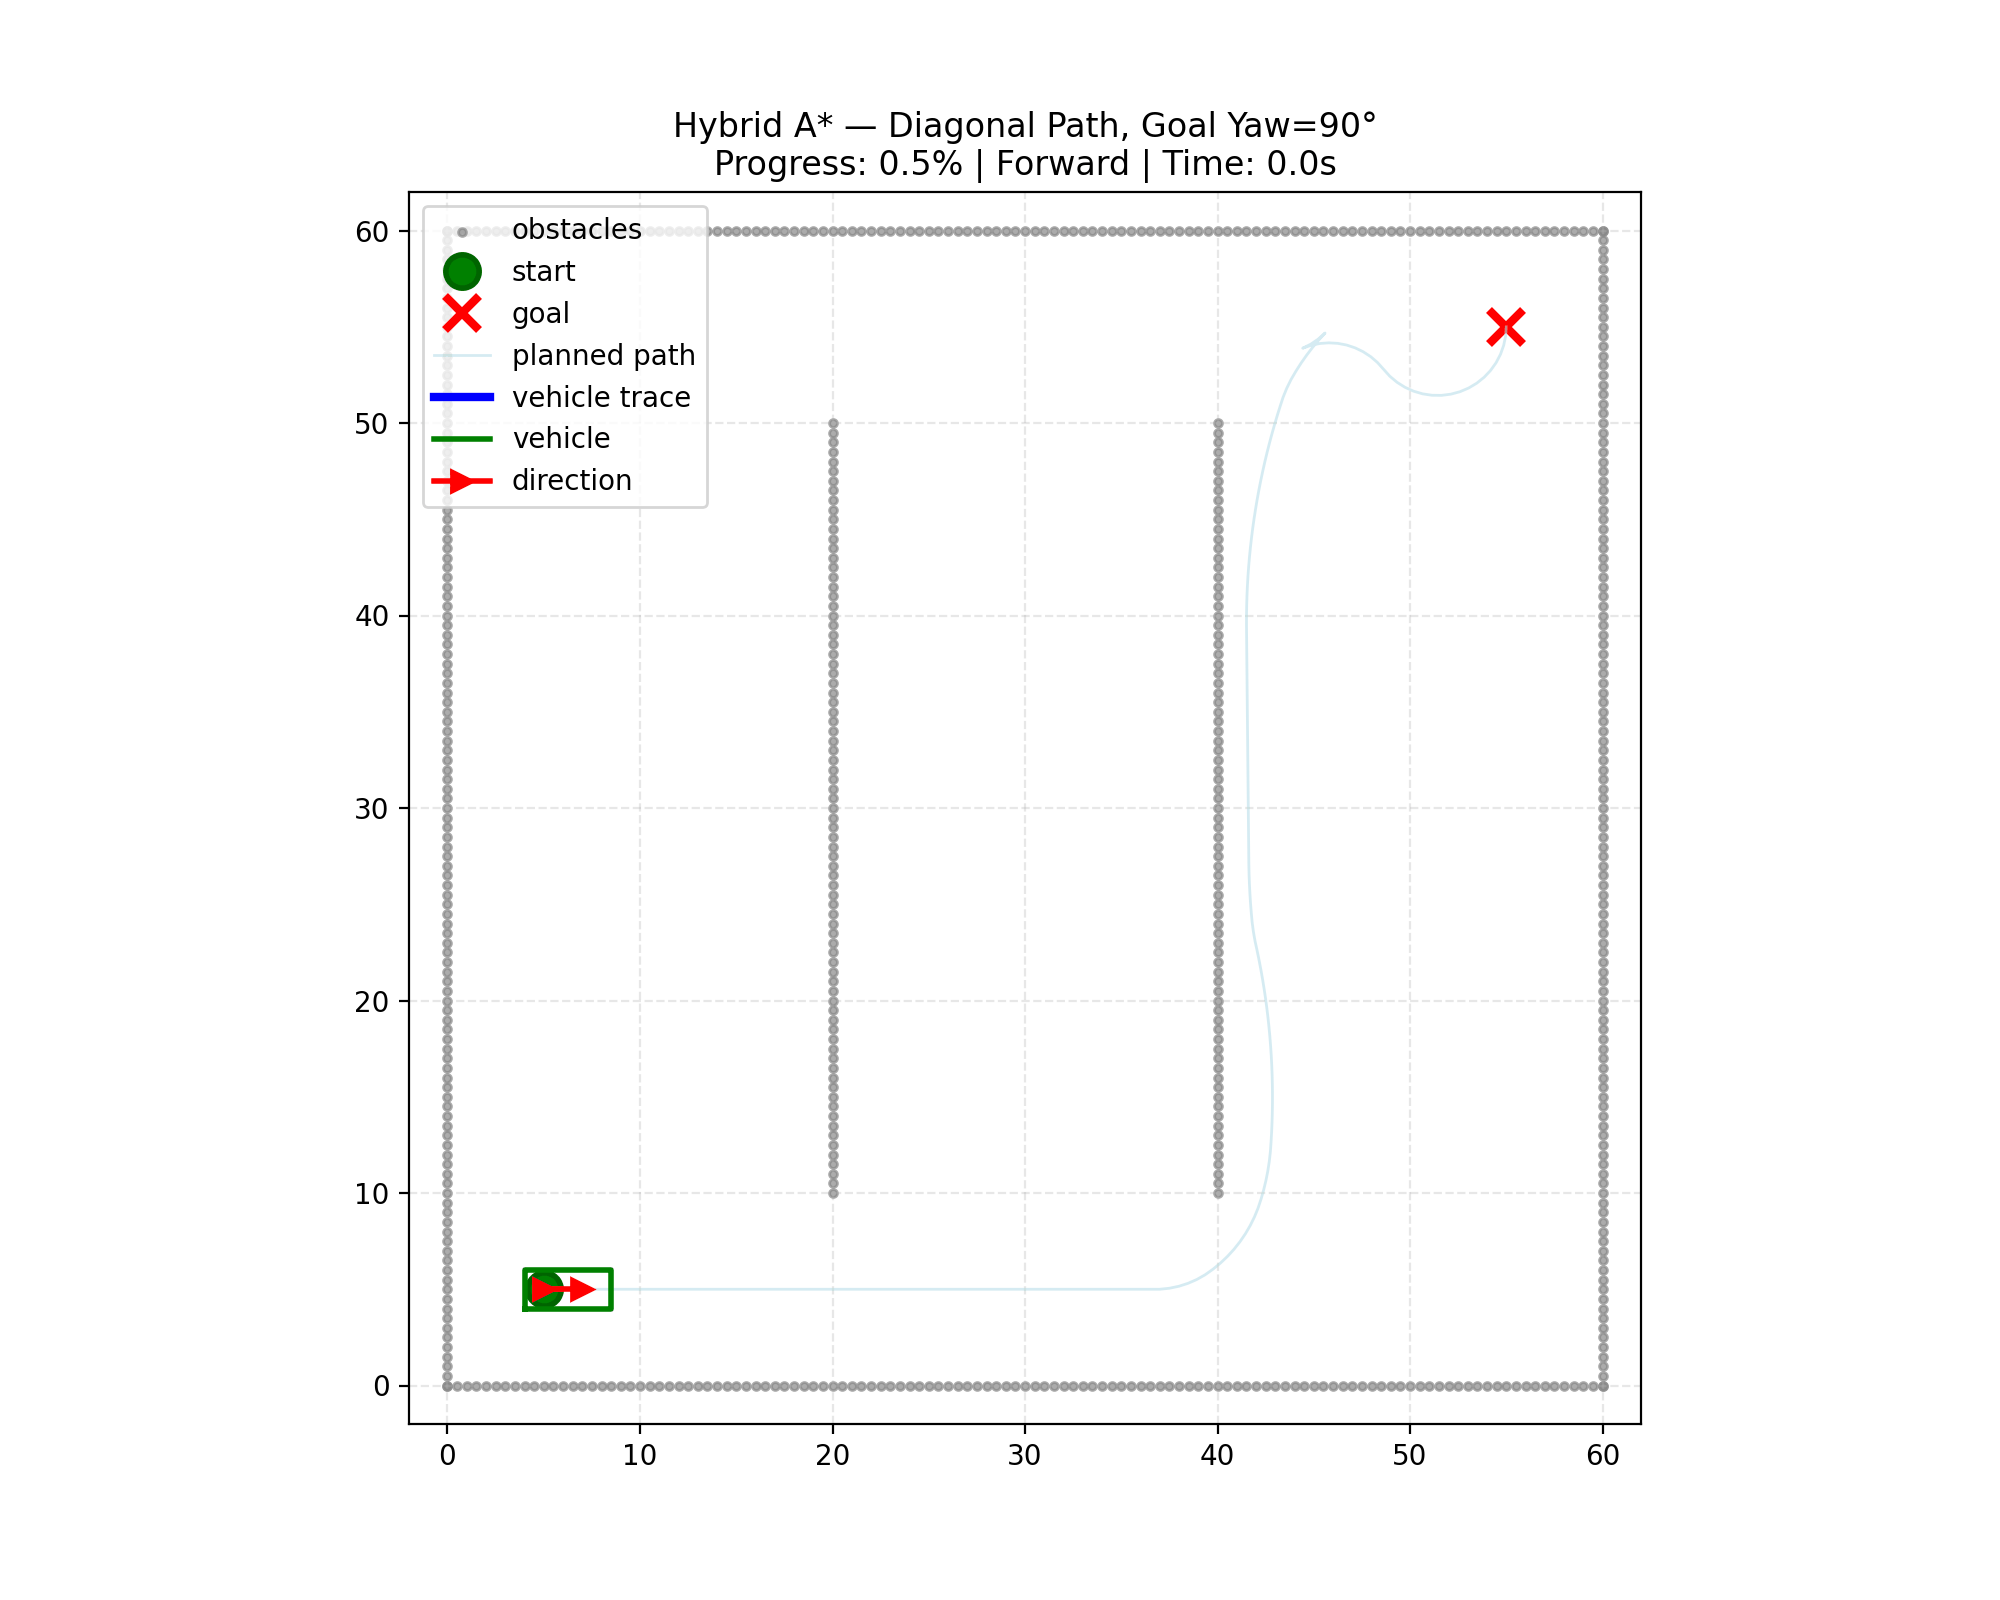 Hybrid A* — Diagonal Path, Goal Yaw=90°
Progress: 0.5% | Forward | Time: 0.0s
obstacles
start
goal
planned path
vehicle trace
vehicle
direction
60
50
40
30
20
10
0
0 10 20 30 40 50 60